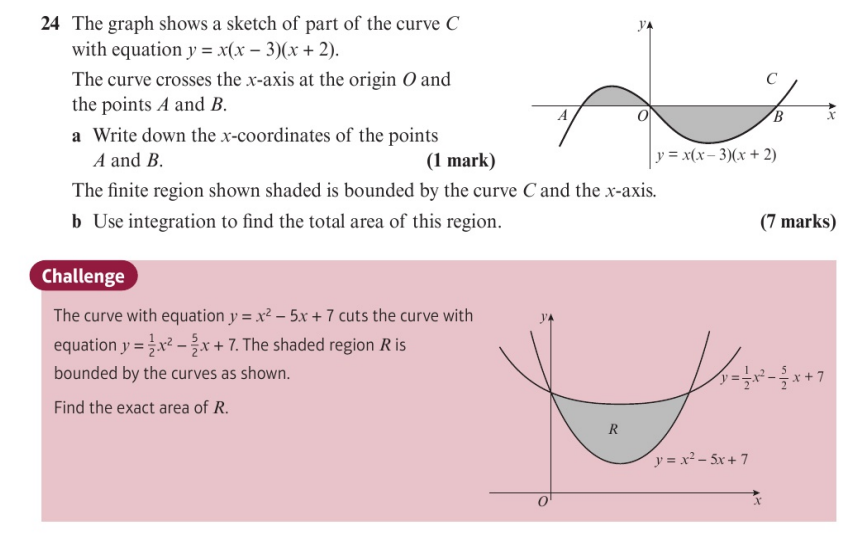 24 The graph shows a sketch of part of the curve C
with equation y = x(x − 3)(x + 2).
The curve crosses the x-axis at the origin O and
the points A and B.
a Write down the x-coordinates of the points
A and B. (1 mark)
y
C
A
O
B
x
y = x(x − 3)(x + 2)
The finite region shown shaded is bounded by the curve C and the x-axis.
b Use integration to find the total area of this region. (7 marks)
Challenge
The curve with equation y = x² − 5x + 7 cuts the curve with
equation y = ½x² − 5/2x + 7. The shaded region R is
bounded by the curves as shown.
Find the exact area of R.
y
y = ½x² − 5/2 x + 7
R
y = x² − 5x + 7
O
x